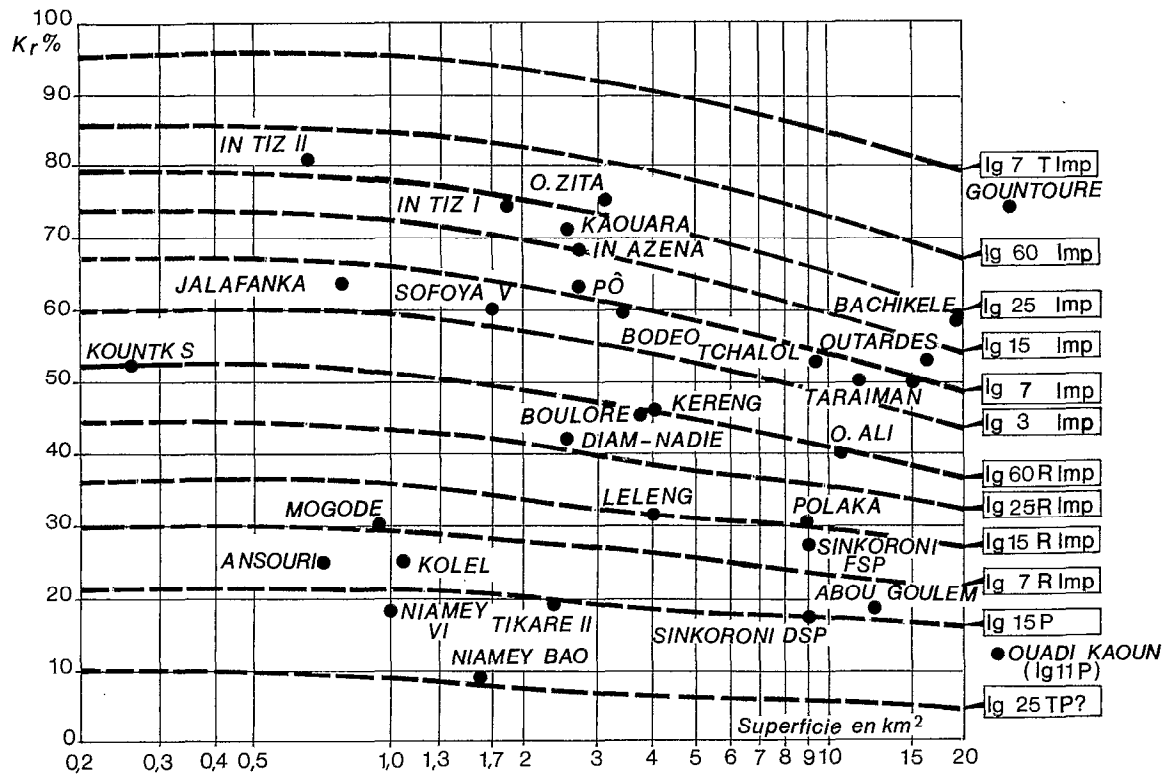 100
Kr %
90
80
70
60
50
40
30
20
10
0
IN TIZ II
O. ZITA
IN TIZ I
KAOUARA
IN AZENA
JALAFANKA
SOFOYA V
PÔ
BODEO
BACHIKELE
TCHALOL
OUTARDES
TARAIMAN
KOUNTK S
BOULORE
KERENG
DIAM-NADIE
O. ALI
MOGODE
LELENG
POLAKA
SINKORONI
FSP
ANSOURI
KOLEL
ABOU GOULEM
NIAMEY
VI
TIKARE II
SINKORONI DSP
NIAMEY BAO
Superficie en km²
Ig 7 T Imp
GOUNTOURE
Ig 60 Imp
Ig 25 Imp
Ig 15 Imp
Ig 7 Imp
Ig 3 Imp
Ig 60 R Imp
Ig 25 R Imp
Ig 15 R Imp
Ig 7 R Imp
Ig 15 P
OUADI KAOUN
(Ig 11 P)
Ig 25 TP?
0,2 0,3 0,4 0,5 1,0 1,3 1,7 2 3 4 5 6 7 8 9 10 15 20